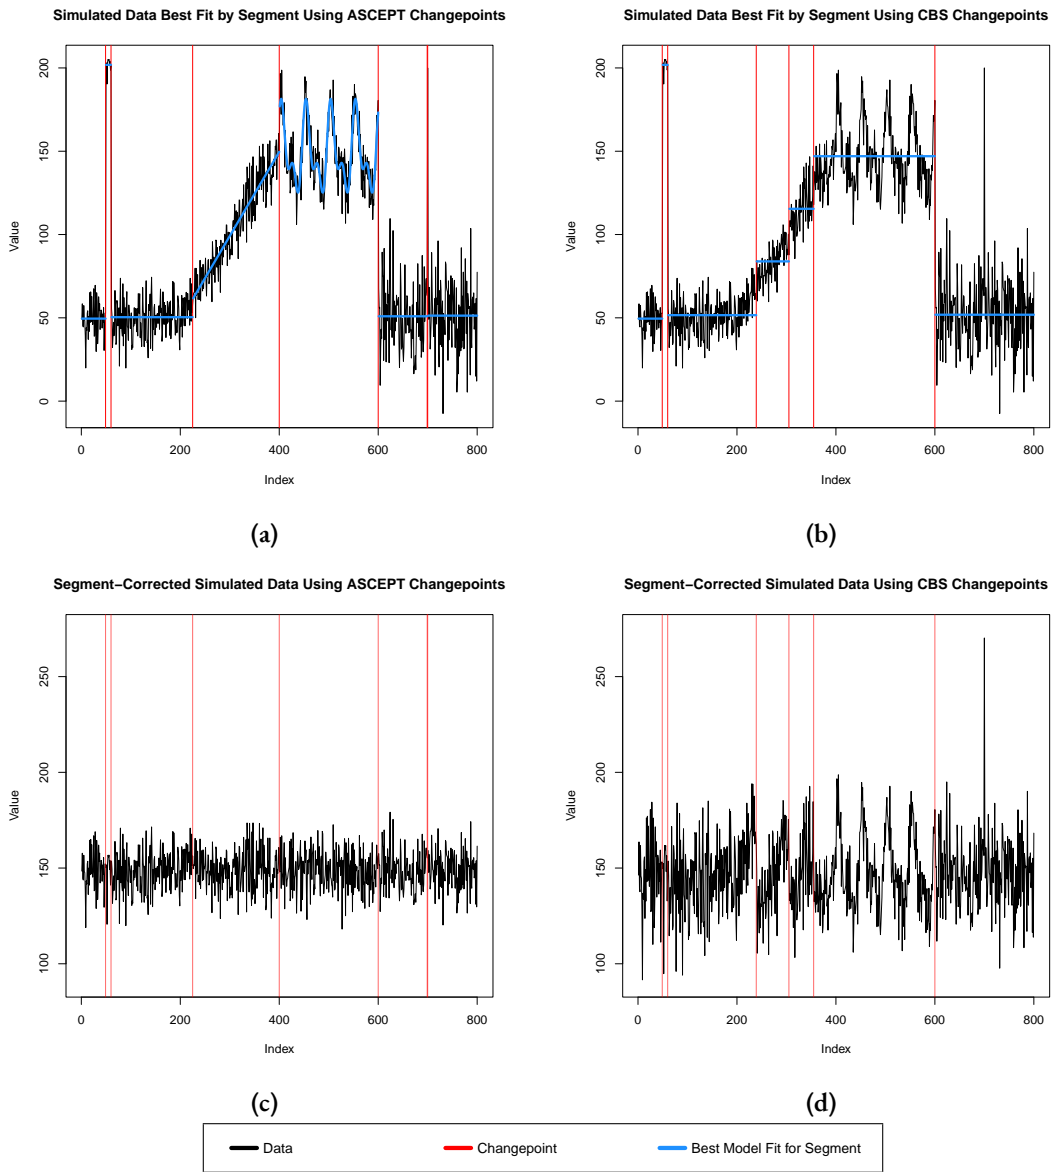 Simulated Data Best Fit by Segment Using ASCEPT Changepoints
Value
200
150
100
50
0
0 200 400 600 800
Index
(a)
Simulated Data Best Fit by Segment Using CBS Changepoints
Value
200
150
100
50
0
0 200 400 600 800
Index
(b)
Segment−Corrected Simulated Data Using ASCEPT Changepoints
Value
250
200
150
100
0 200 400 600 800
Index
(c)
Segment−Corrected Simulated Data Using CBS Changepoints
Value
250
200
150
100
0 200 400 600 800
Index
(d)
Data Changepoint Best Model Fit for Segment